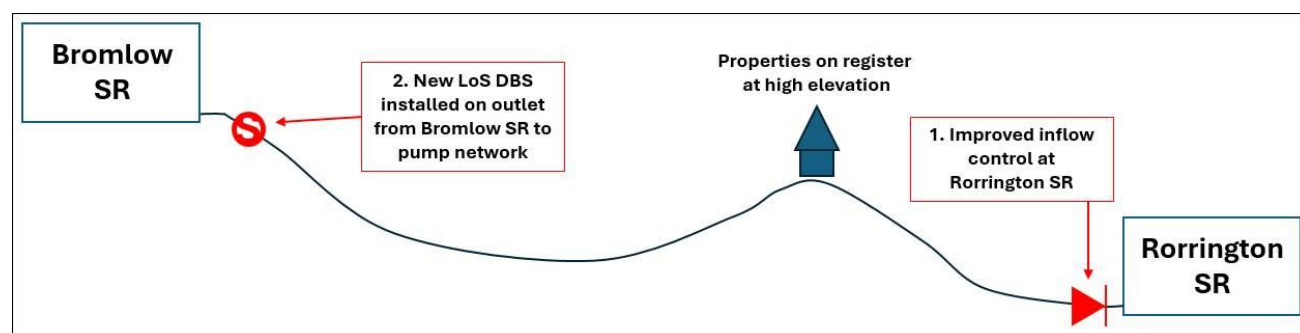 Bromlow
SR
2. New LoS DBS
installed on outlet
from Bromlow SR to
pump network
S
Properties on register
at high elevation
1. Improved inflow
control at
Rorrington SR
Rorrington
SR